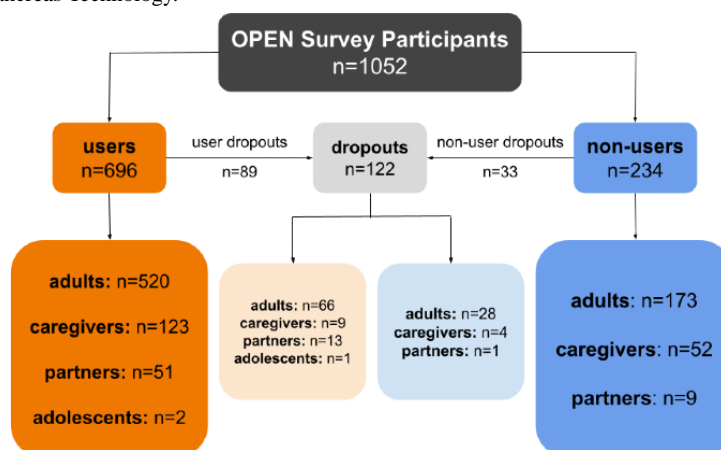 OPEN Survey Participants
n=1052
users
n=696
user dropouts
n=89
dropouts
n=122
non-user dropouts
n=33
non-users
n=234
adults: n=520
caregivers: n=123
partners: n=51
adolescents: n=2
adults: n=66
caregivers: n=9
partners: n=13
adolescents: n=1
adults: n=28
caregivers: n=4
partners: n=1
adults: n=173
caregivers: n=52
partners: n=9